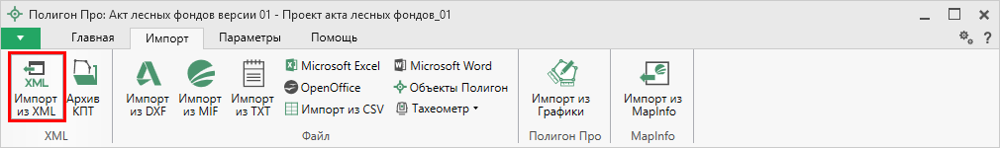 Полигон Про: Акт лесных фондов версии 01 - Проект акта лесных фондов_01
Главная Импорт Параметры Помощь
?
XML
Импорт из XML
Архив КПТ
XML
Импорт из DXF
Импорт из MIF
Импорт из TXT
Microsoft Excel
OpenOffice
Импорт из CSV
Microsoft Word
Объекты Полигон
Тахеометр
Файл
Импорт из Графики
Полигон Про
Импорт из MapInfo
MapInfo